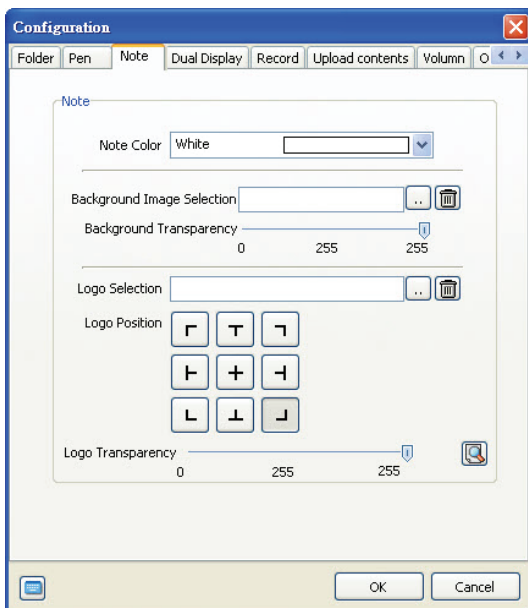 Configuration
Folder Pen Note Dual Display Record Upload contents Volumn O
Note
Note Color White
Background Image Selection ..
Background Transparency
0 255 255
Logo Selection ..
Logo Position
Logo Transparency
0 255 255
OK Cancel